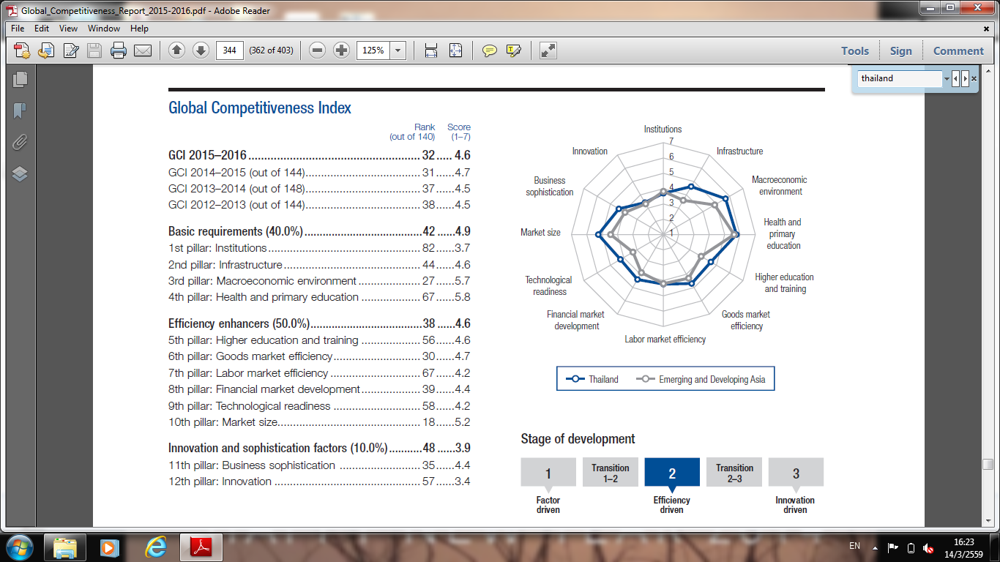 Global_Competitiveness_Report_2015-2016.pdf - Adobe Reader
File Edit View Window Help
344 (362 of 403) 125% Tools Sign Comment
thailand
Global Competitiveness Index
Rank Score
(out of 140) (1–7)
GCI 2015–2016 ...................................................... 32 ..... 4.6
GCI 2014–2015 (out of 144).................................... 31 ......4.7
GCI 2013–2014 (out of 148).................................... 37 ......4.5
GCI 2012–2013 (out of 144).................................... 38 ......4.5
Basic requirements (40.0%) .....................................42 ......4.9
1st pillar: Institutions................................................ 82 ......3.7
2nd pillar: Infrastructure ........................................... 44 ......4.6
3rd pillar: Macroeconomic environment ................... 27 ......5.7
4th pillar: Health and primary education ................... 67 ......5.8
Efficiency enhancers (50.0%)...................................38 ......4.6
5th pillar: Higher education and training ................... 56 ......4.6
6th pillar: Goods market efficiency ........................... 30 ......4.7
7th pillar: Labor market efficiency ............................ 67 ......4.2
8th pillar: Financial market development................... 39 ......4.4
9th pillar: Technological readiness ........................... 58 ......4.2
10th pillar: Market size............................................. 18 ......5.2
Innovation and sophistication factors (10.0%) ..........48 ......3.9
11th pillar: Business sophistication ......................... 35 ......4.4
12th pillar: Innovation .............................................. 57 ......3.4
Institutions
Infrastructure
Macroeconomic
environment
Health and
primary
education
Higher education
and training
Goods market
efficiency
Labor market efficiency
Financial market
development
Technological
readiness
Market size
Business
sophistication
Innovation
7
6
5
4
3
2
1
Thailand Emerging and Developing Asia
Stage of development
1 Transition 1–2 2 Transition 2–3 3
Factor driven
Efficiency driven
Innovation driven
EN
16:23
14/3/2559